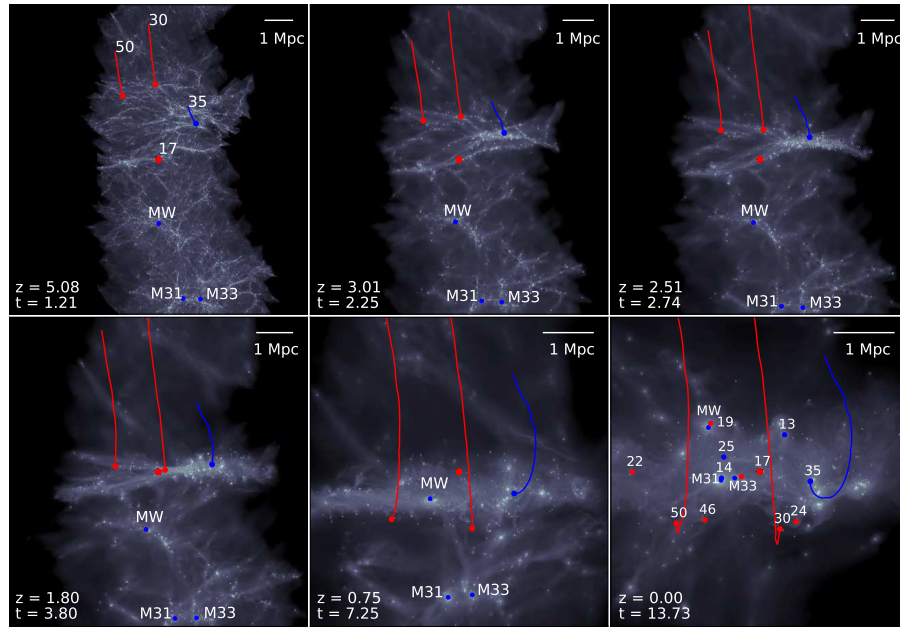 30
50
1 Mpc
35
17
MW
M31 M33
z = 5.08
t = 1.21
1 Mpc
MW
M31 M33
z = 3.01
t = 2.25
1 Mpc
MW
M31 M33
z = 2.51
t = 2.74
1 Mpc
MW
M31 M33
z = 1.80
t = 3.80
1 Mpc
MW
M31 M33
z = 0.75
t = 7.25
1 Mpc
MW
19
13
25
22
14
17
M31 M33
35
50 46
30 24
z = 0.00
t = 13.73